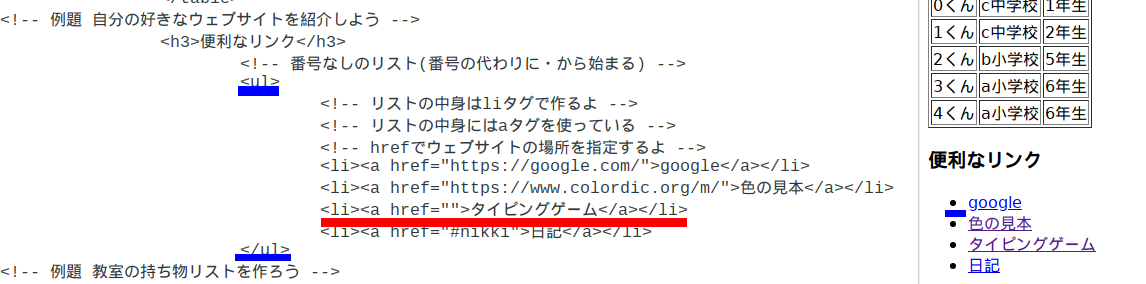 </table>
<!-- 例題 自分の好きなウェブサイトを紹介しよう -->
<h3>便利なリンク</h3>
<!-- 番号なしのリスト(番号の代わりに・から始まる) -->
<ul>
<!-- リストの中身はliタグで作るよ -->
<!-- リストの中身にはaタグを使っている -->
<!-- hrefでウェブサイトの場所を指定するよ -->
<li><a href="https://google.com/">google</a></li>
<li><a href="https://www.colordic.org/m/">色の見本</a></li>
<li><a href="">タイピングゲーム</a></li>
<li><a href="#nikki">日記</a></li>
</ul>
<!-- 例題 教室の持ち物リストを作ろう -->
0くん c中学校 1年生
1くん c中学校 2年生
2くん b小学校 5年生
3くん a小学校 6年生
4くん a小学校 6年生
便利なリンク
• google
• 色の見本
• タイピングゲーム
• 日記